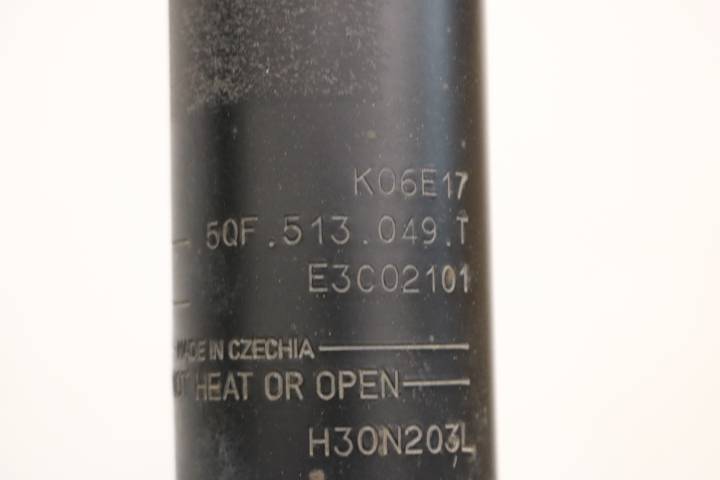 K06E17
5QF.513.049.T
E3C02101
MADE IN CZECHIA
HEAT OR OPEN
H30N203L